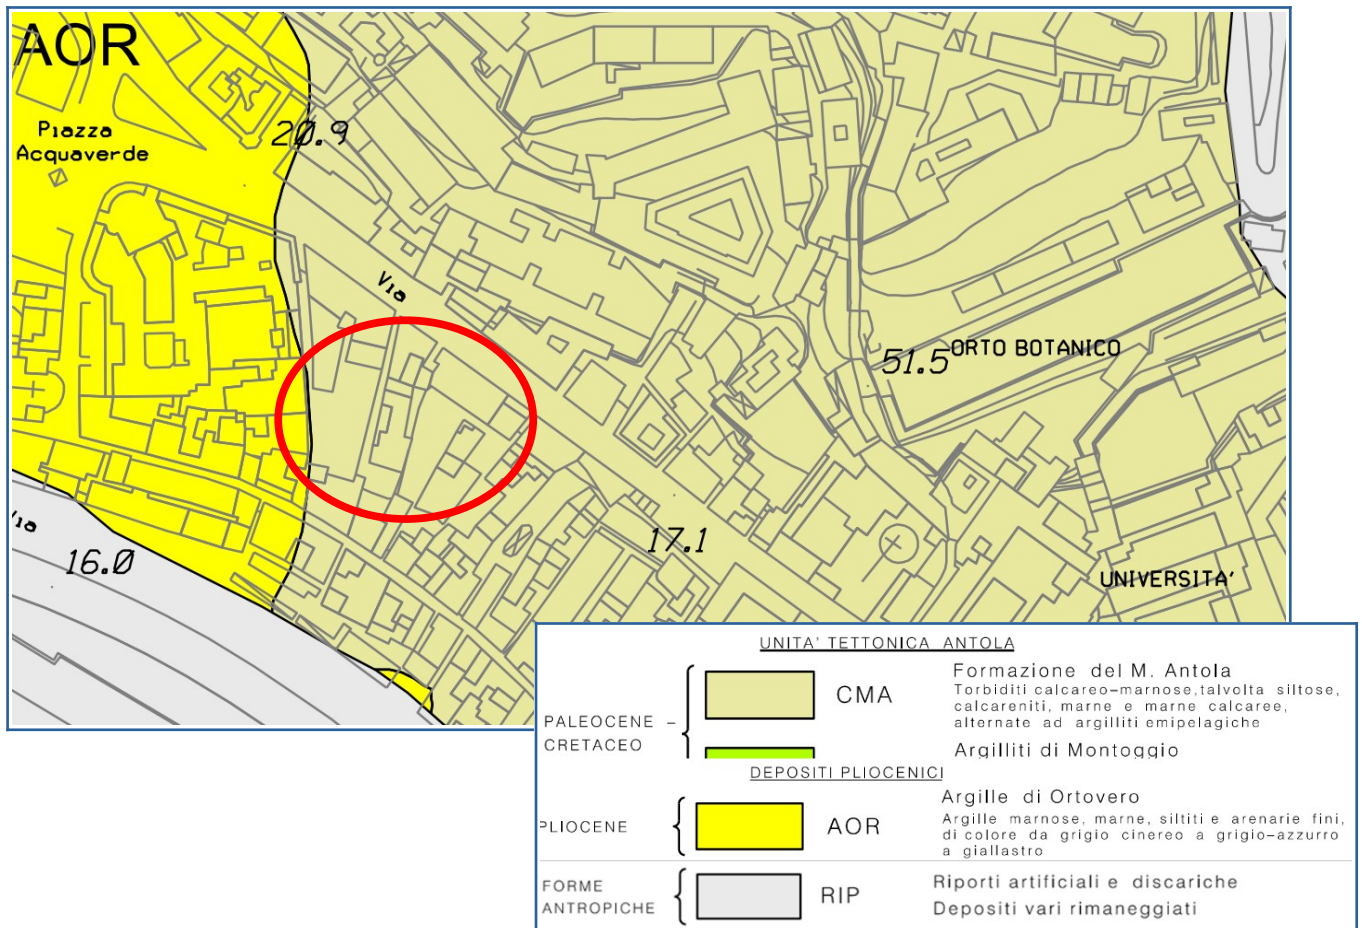 AOR
Piazza
Acquaverde
20.9
Via
51.5
ORTO BOTANICO
16.0
17.1
UNIVERSITA'
UNITA' TETTONICA ANTOLA
PALEOCENE -
CRETACEO
CMA
Formazione del M. Antola
Torbiditi calcareo-marnose, talvolta siltose,
calcareniti, marne e marne calcaree,
alternate ad argilliti emipelagiche
Argilliti di Montoggio
DEPOSITI PLIOCENICI
PLIOCENE
AOR
Argille di Ortovero
Argille marnose, marne, siltiti e arenarie fini,
di colore da grigio cinereo a grigio-azzurro
a giallastro
FORME
ANTROPICHE
RIP
Riporti artificiali e discariche
Depositi vari rimaneggiati